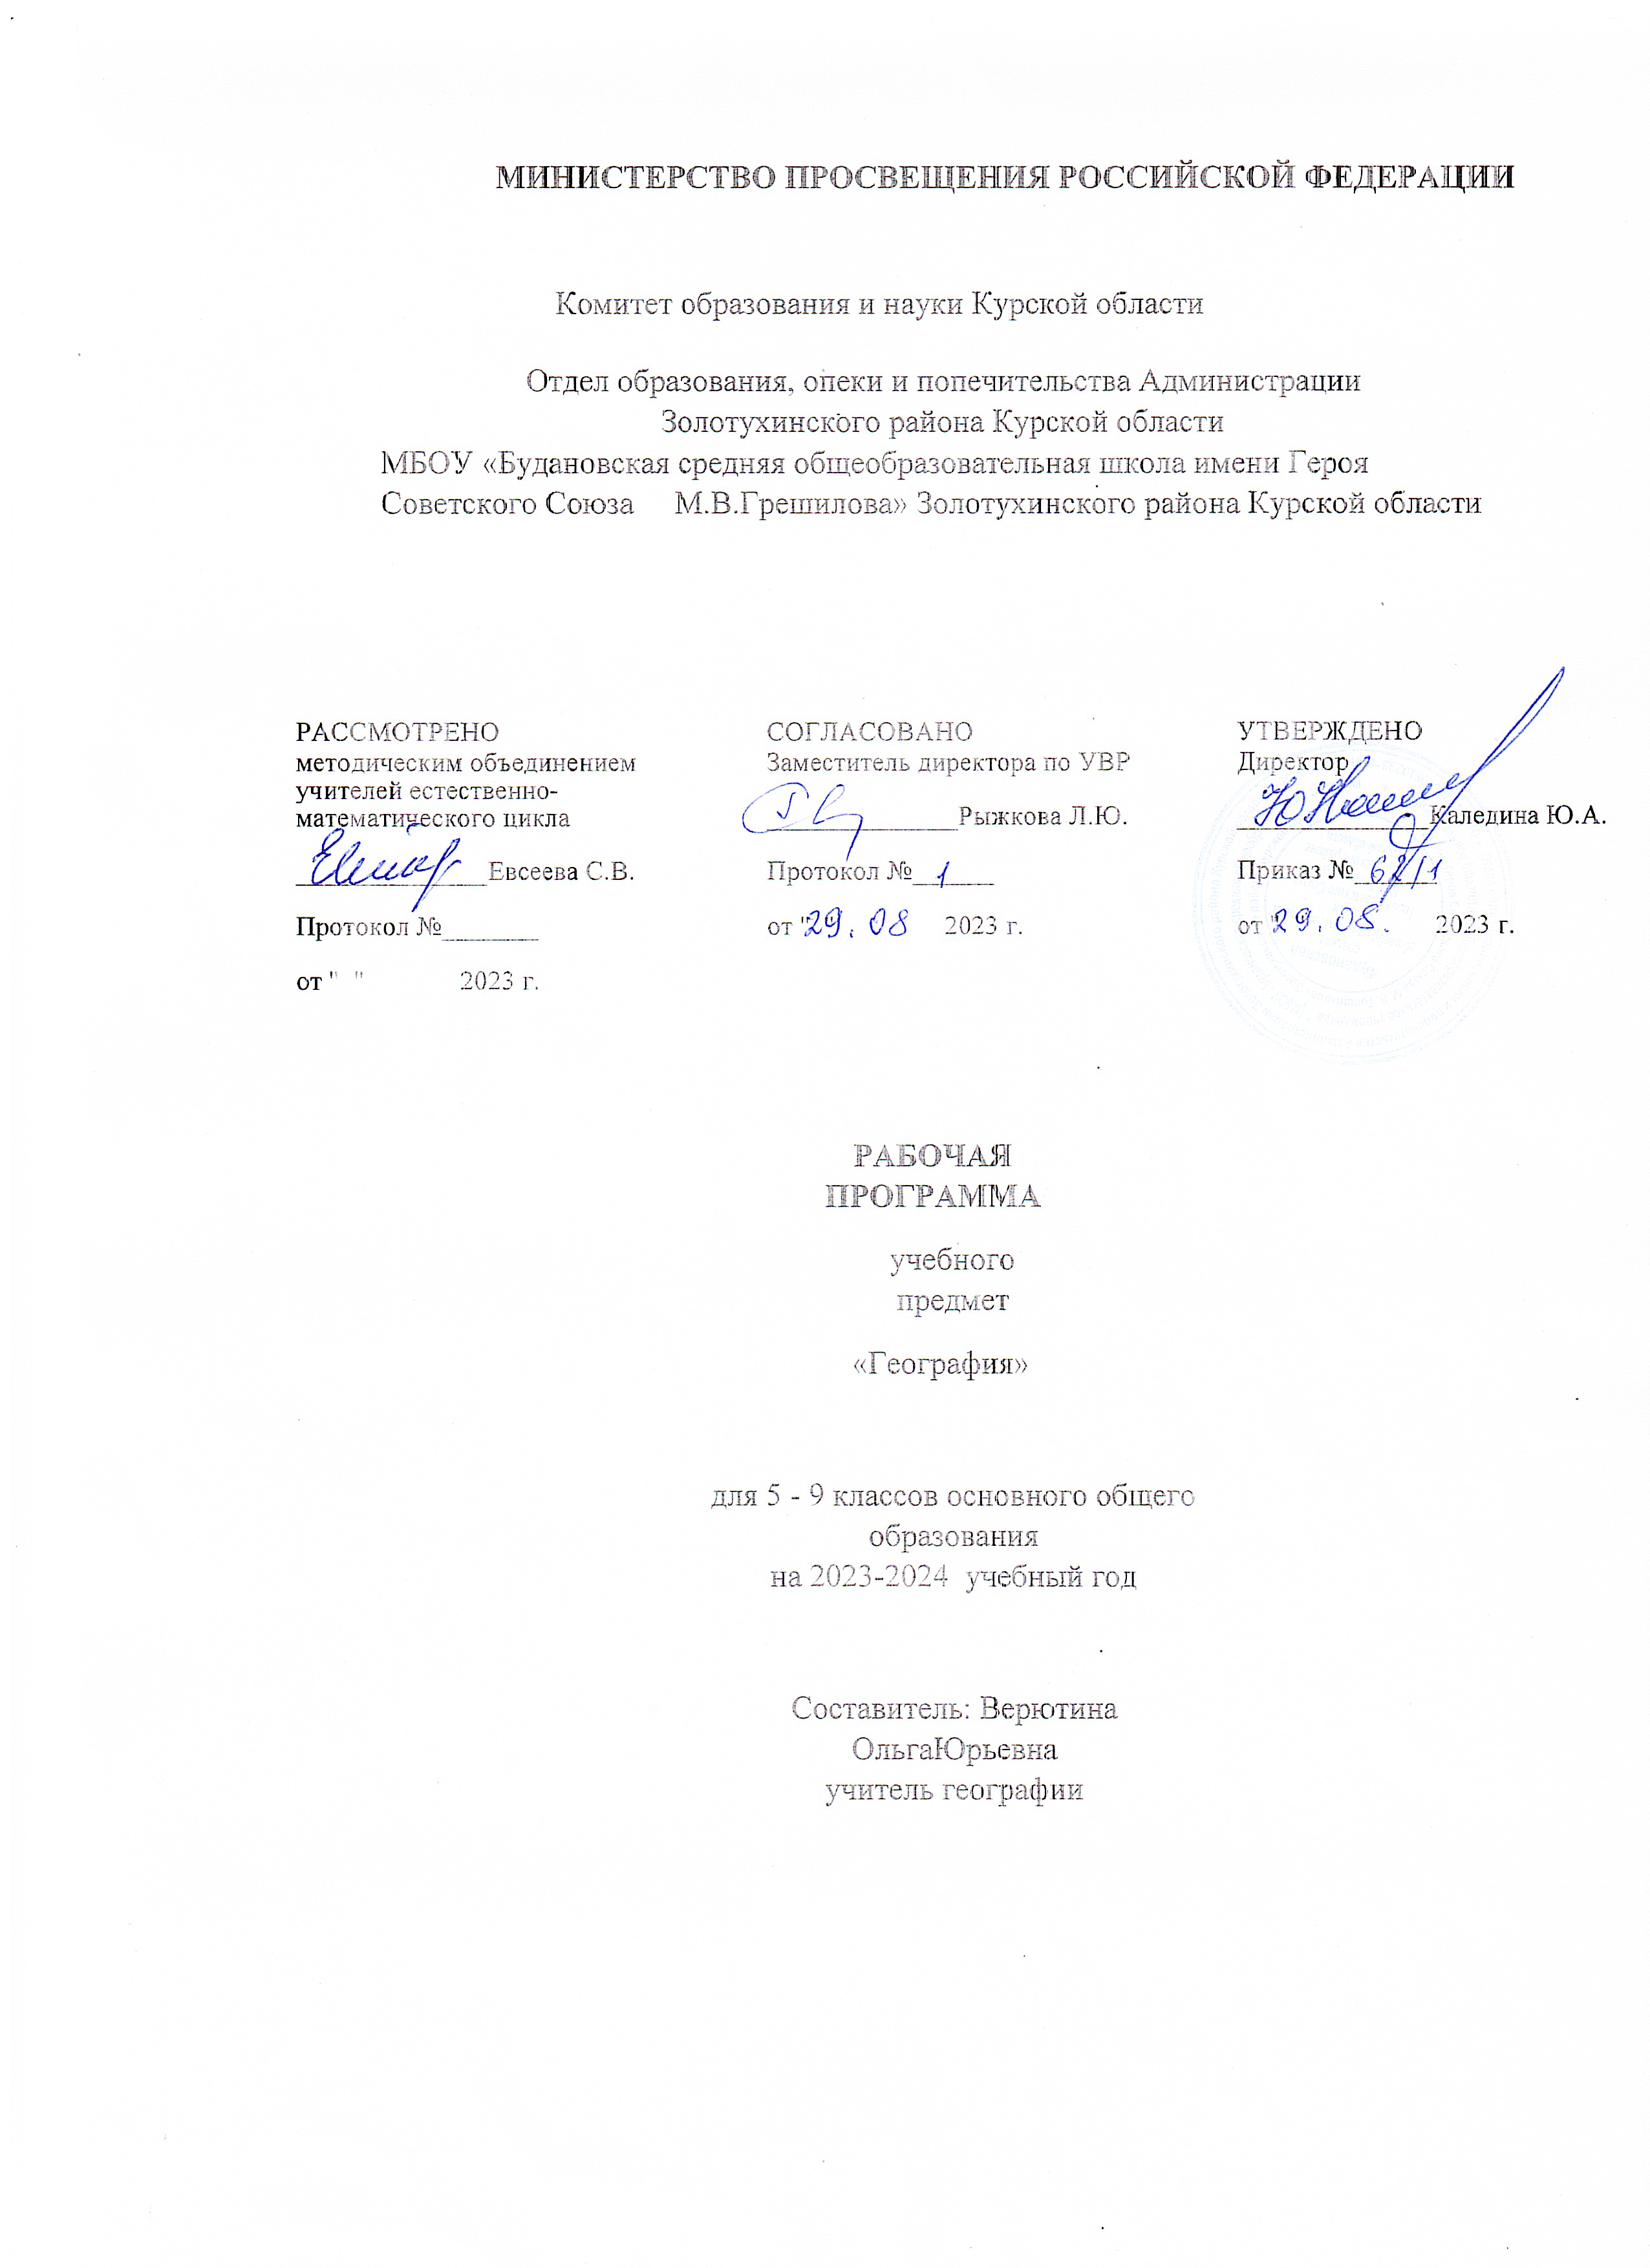 МИНИСТЕРСТВО ПРОСВЕЩЕНИЯ РОССИЙСКОЙ ФЕДЕРАЦИИ
Комитет образования и науки Курской области
Отдел образования, опеки и попечительства Администрации
Золотухинского района Курской области
МБОУ «Будановская средняя общеобразовательная школа имени Героя
Советского Союза М.В.Грешилова» Золотухинского района Курской области
РАССМОТРЕНО
методическим объединением
учителей естественно-
математического цикла
Евсеева С.В.
Протокол №_______
от " " 2023 г.
СОГЛАСОВАНО
Заместитель директора по УВР
Рыжкова Л.Ю.
Протокол № 1
от "29.08 2023 г.
УТВЕРЖДЕНО
Директор
Каледина Ю.А.
Приказ № 62/1
от "29.08. 2023 г.
РАБОЧАЯ
ПРОГРАММА
учебного
предмет
«География»
для 5 - 9 классов основного общего
образования
на 2023-2024 учебный год
Составитель: Верютина
ОльгаЮрьевна
учитель географии